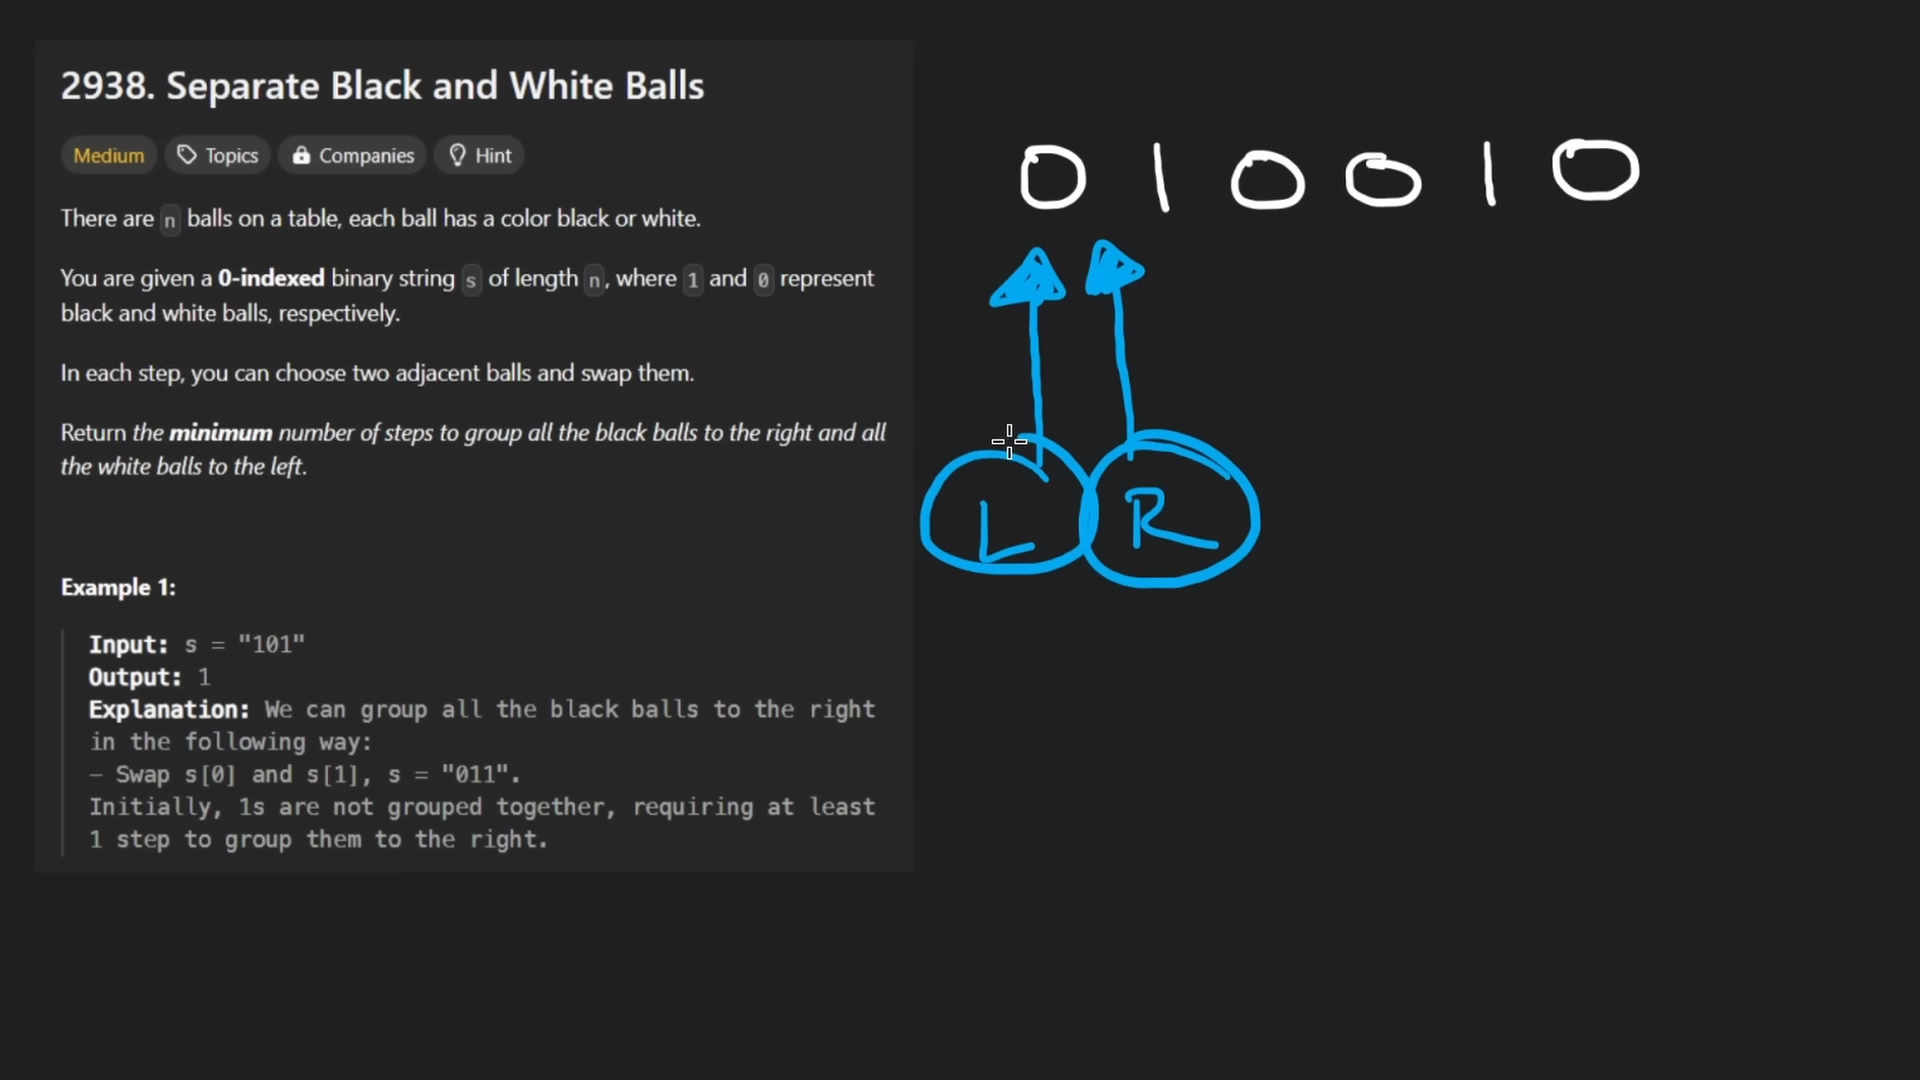 2938. Separate Black and White Balls
Medium Topics Companies Hint
There are n balls on a table, each ball has a color black or white.
You are given a 0-indexed binary string s of length n, where 1 and 0 represent
black and white balls, respectively.
In each step, you can choose two adjacent balls and swap them.
Return the minimum number of steps to group all the black balls to the right and all
the white balls to the left.
Example 1:
Input: s = "101"
Output: 1
Explanation: We can group all the black balls to the right
in the following way:
- Swap s[0] and s[1], s = "011".
Initially, 1s are not grouped together, requiring at least
1 step to group them to the right.
0 1 0 0 1 0
L R